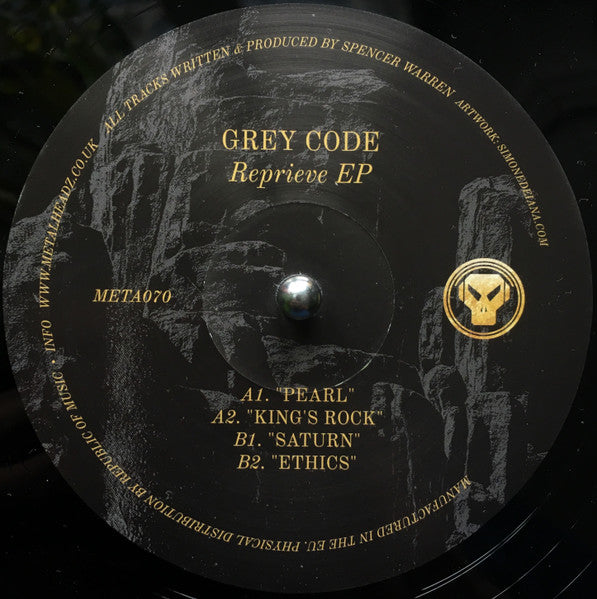 ALL TRACKS WRITTEN & PRODUCED BY SPENCER WARREN ARTWORK: SIMONEDEIANA.COM
GREY CODE
Reprieve EP
META070
A1. "PEARL"
A2. "KING'S ROCK"
B1. "SATURN"
B2. "ETHICS"
MANUFACTURED IN THE EU. PHYSICAL DISTRIBUTION BY REPUBLIC OF MUSIC • INFO WWW.METALHEADZ.CO.UK